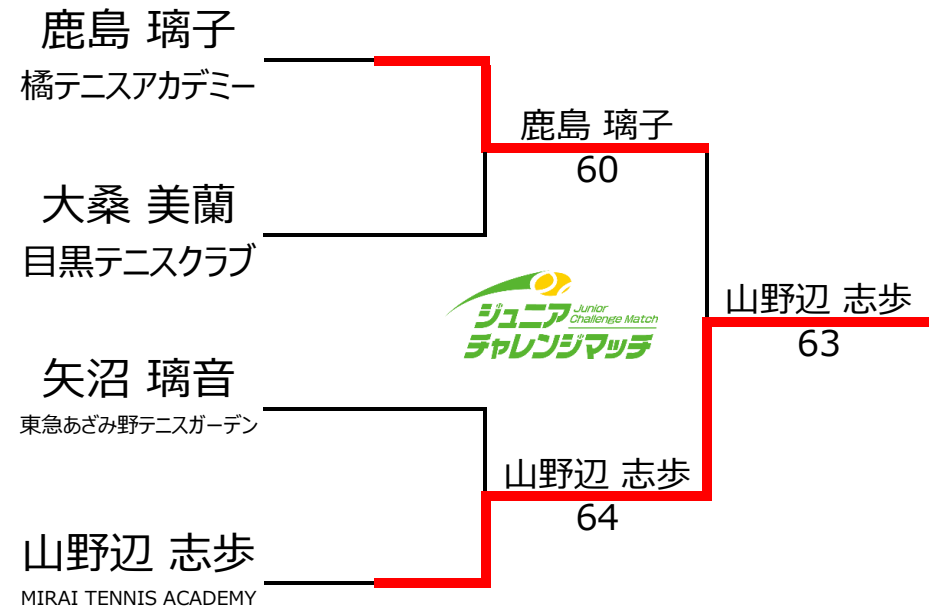 鹿島 璃子
橘テニスアカデミー
鹿島 璃子
60
大桑 美蘭
目黒テニスクラブ
ジュニア Junior
Challenge Match
チャレンジマッチ
山野辺 志歩
63
矢沼 璃音
東急あざみ野テニスガーデン
山野辺 志歩
64
山野辺 志歩
MIRAI TENNIS ACADEMY